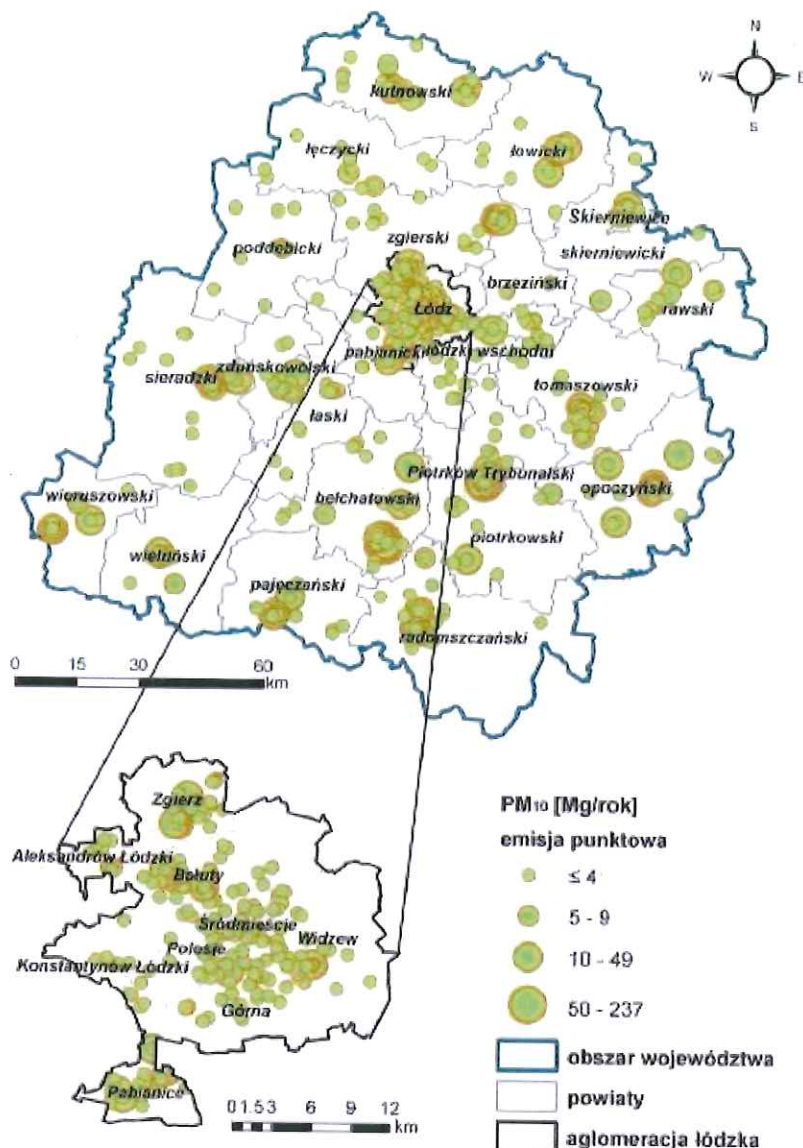 N
W E
S
kutnowski
łęczycki
łowicki
Skierniewice
zgierski
skierniewicki
poddębicki
brzeziński
rawski
Łódź
pabianicki łódzki wschodni
zduńskowolski
sieradzki
tomaszowski
łaski
Piotrków Trybunalski
wieruszowski
bełchatowski
opoczyński
wieluński
piotrkowski
pajęczański
radomszczański
0 15 30 60
km
Zgierz
Aleksandrów Łódzki
Bałuty
Śródmieście
Polesie
Widzew
Konstantynów Łódzki
Górna
Pabianice
0 1.5 3 6 9 12
km
PM10 [Mg/rok]
emisja punktowa
≤ 4
5 - 9
10 - 49
50 - 237
obszar województwa
powiaty
aglomeracja łódzka